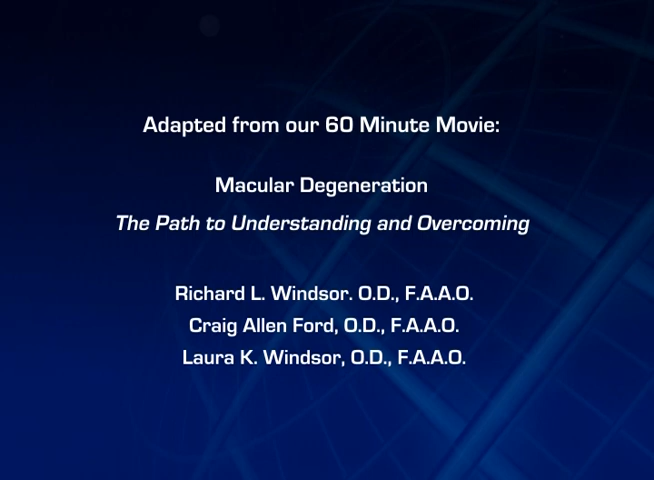 Adapted from our 60 Minute Movie:
Macular Degeneration
The Path to Understanding and Overcoming
Richard L. Windsor. O.D., F.A.A.O.
Craig Allen Ford, O.D., F.A.A.O.
Laura K. Windsor, O.D., F.A.A.O.